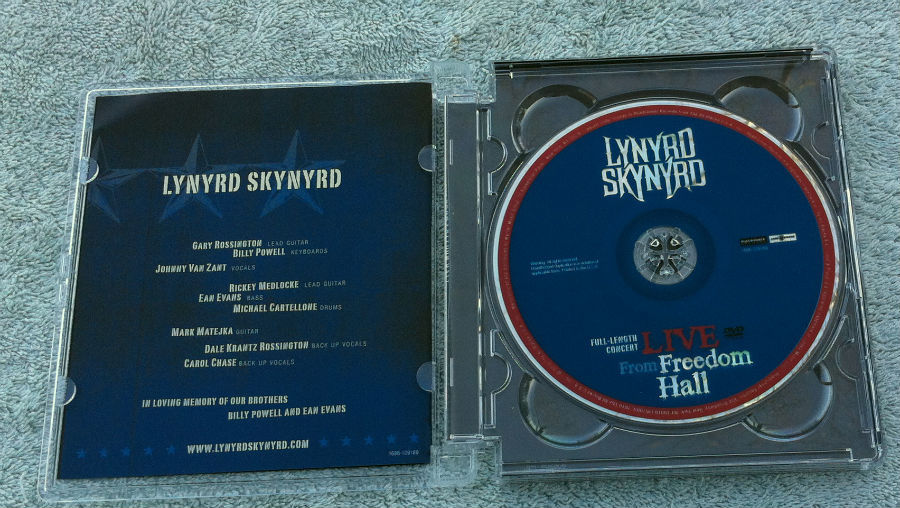 LYNYRD SKYNYRD
GARY ROSSINGTON LEAD GUITAR
BILLY POWELL KEYBOARDS
JOHNNY VAN ZANT VOCALS
RICKEY MEDLOCKE LEAD GUITAR
EAN EVANS BASS
MICHAEL CARTELLONE DRUMS
MARK MATEJKA GUITAR
DALE KRANTZ ROSSINGTON BACK UP VOCALS
CAROL CHASE BACK UP VOCALS
IN LOVING MEMORY OF OUR BROTHERS
BILLY POWELL AND EAN EVANS
WWW.LYNYRDSKYNYRD.COM
LYNYRD
SKYNYRD
FULL-LENGTH
CONCERT
LIVE
DVD
From Freedom
Hall